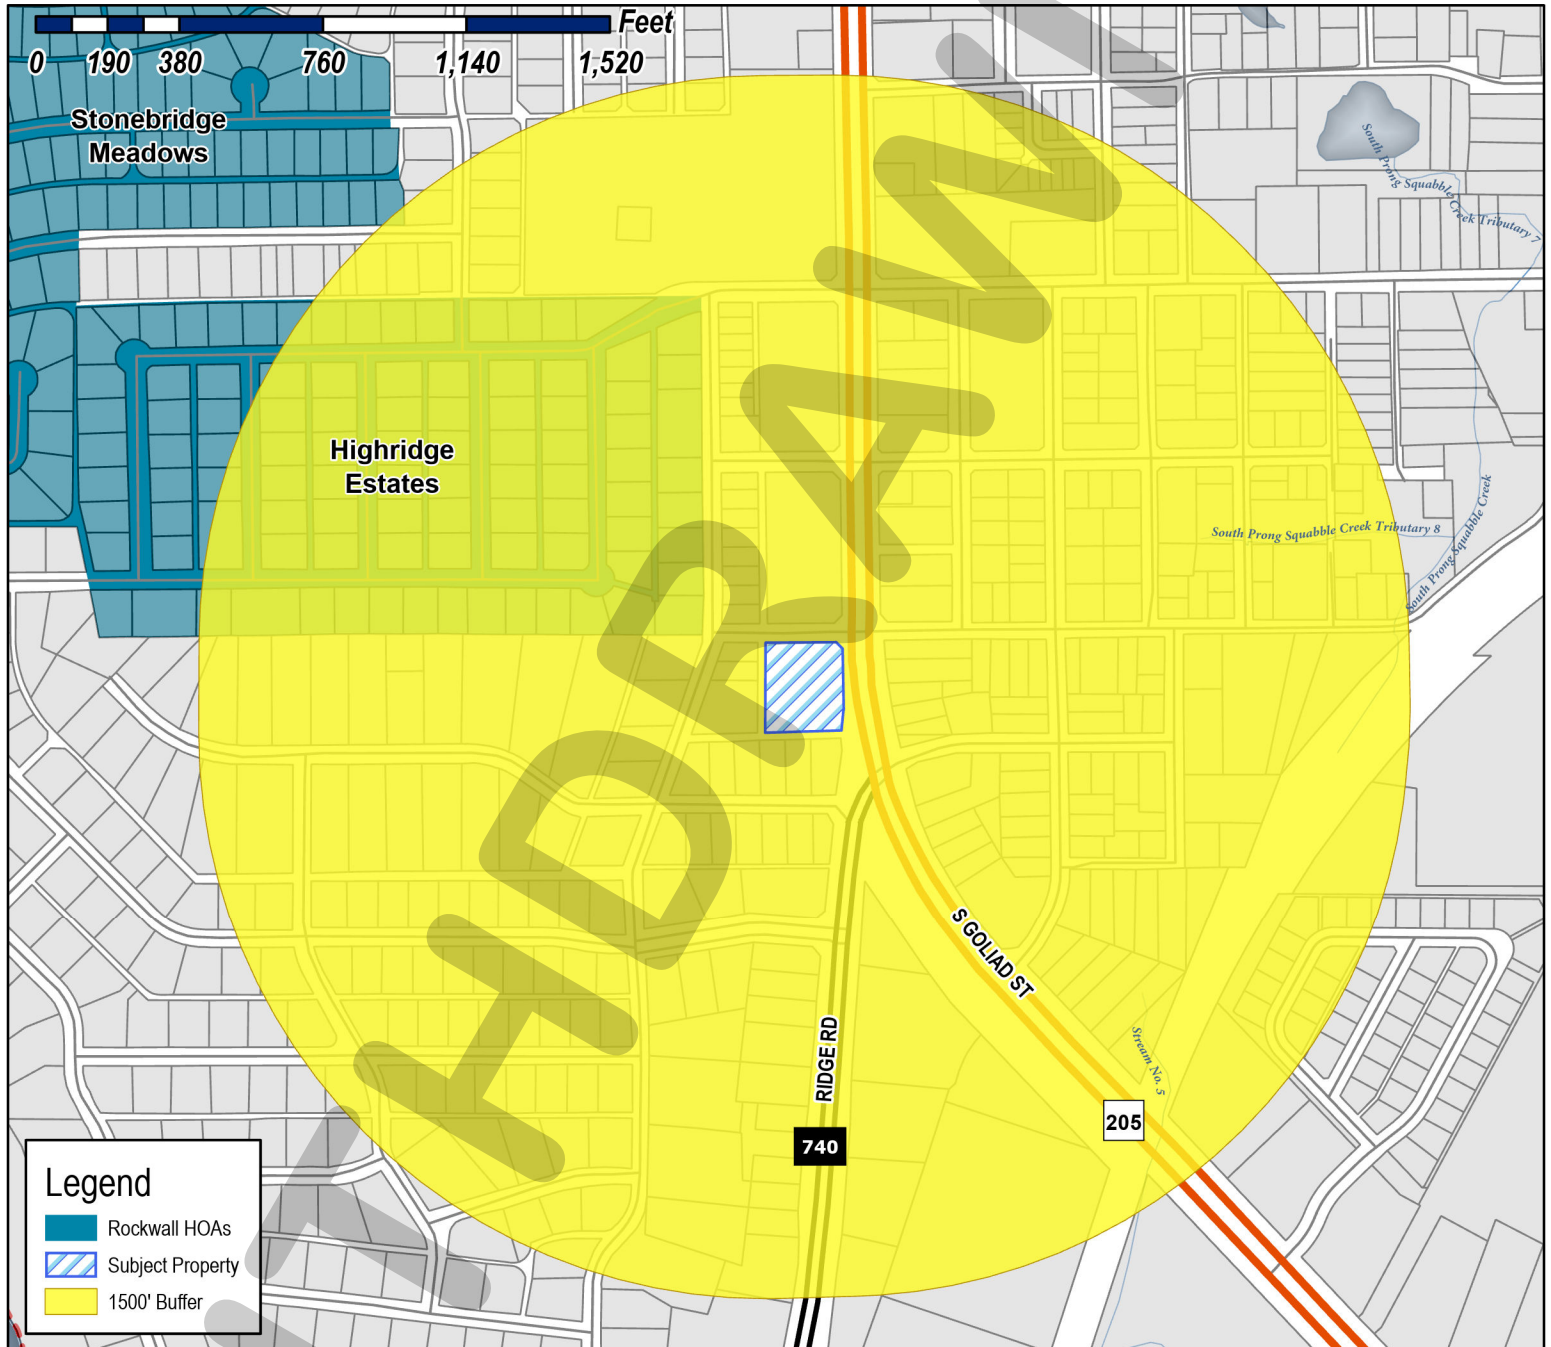 Feet
0 190 380 760 1,140 1,520
Stonebridge
Meadows
South Prong Squabble
Creek Tributary 7
Highridge
Estates
South Prong Squabble Creek Tributary 8
South Prong Squabble Creek
S GOLIAD ST
Stream No. 5
RIDGE RD
205
740
Legend
Rockwall HOAs
Subject Property
1500' Buffer
THDRAW